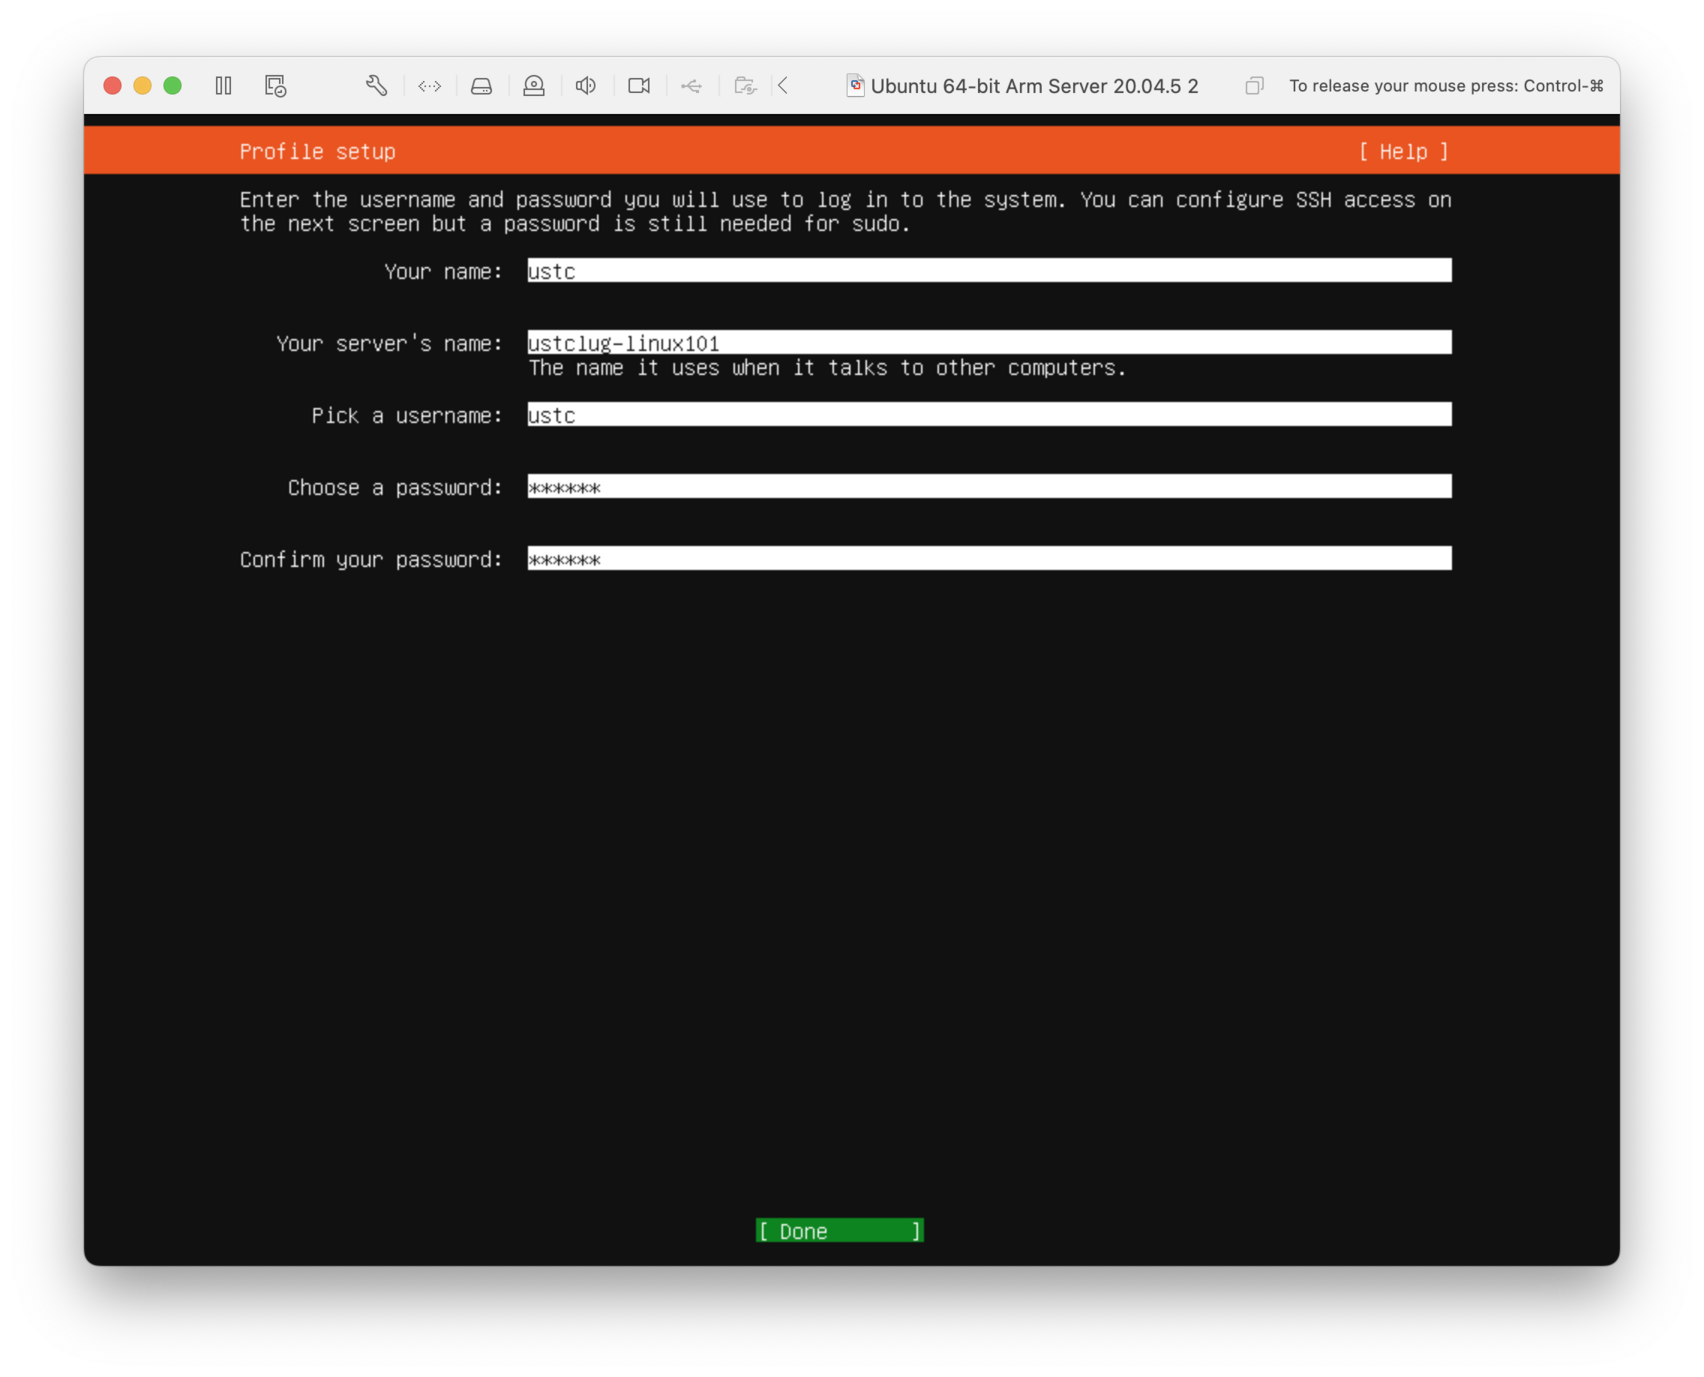 Ubuntu 64-bit Arm Server 20.04.5 2 To release your mouse press: Control-⌘
Profile setup [ Help ]
Enter the username and password you will use to log in to the system. You can configure SSH access on
the next screen but a password is still needed for sudo.
Your name: ustc
Your server's name: ustclug-linux101
The name it uses when it talks to other computers.
Pick a username: ustc
Choose a password: ******
Confirm your password: ******
[ Done ]